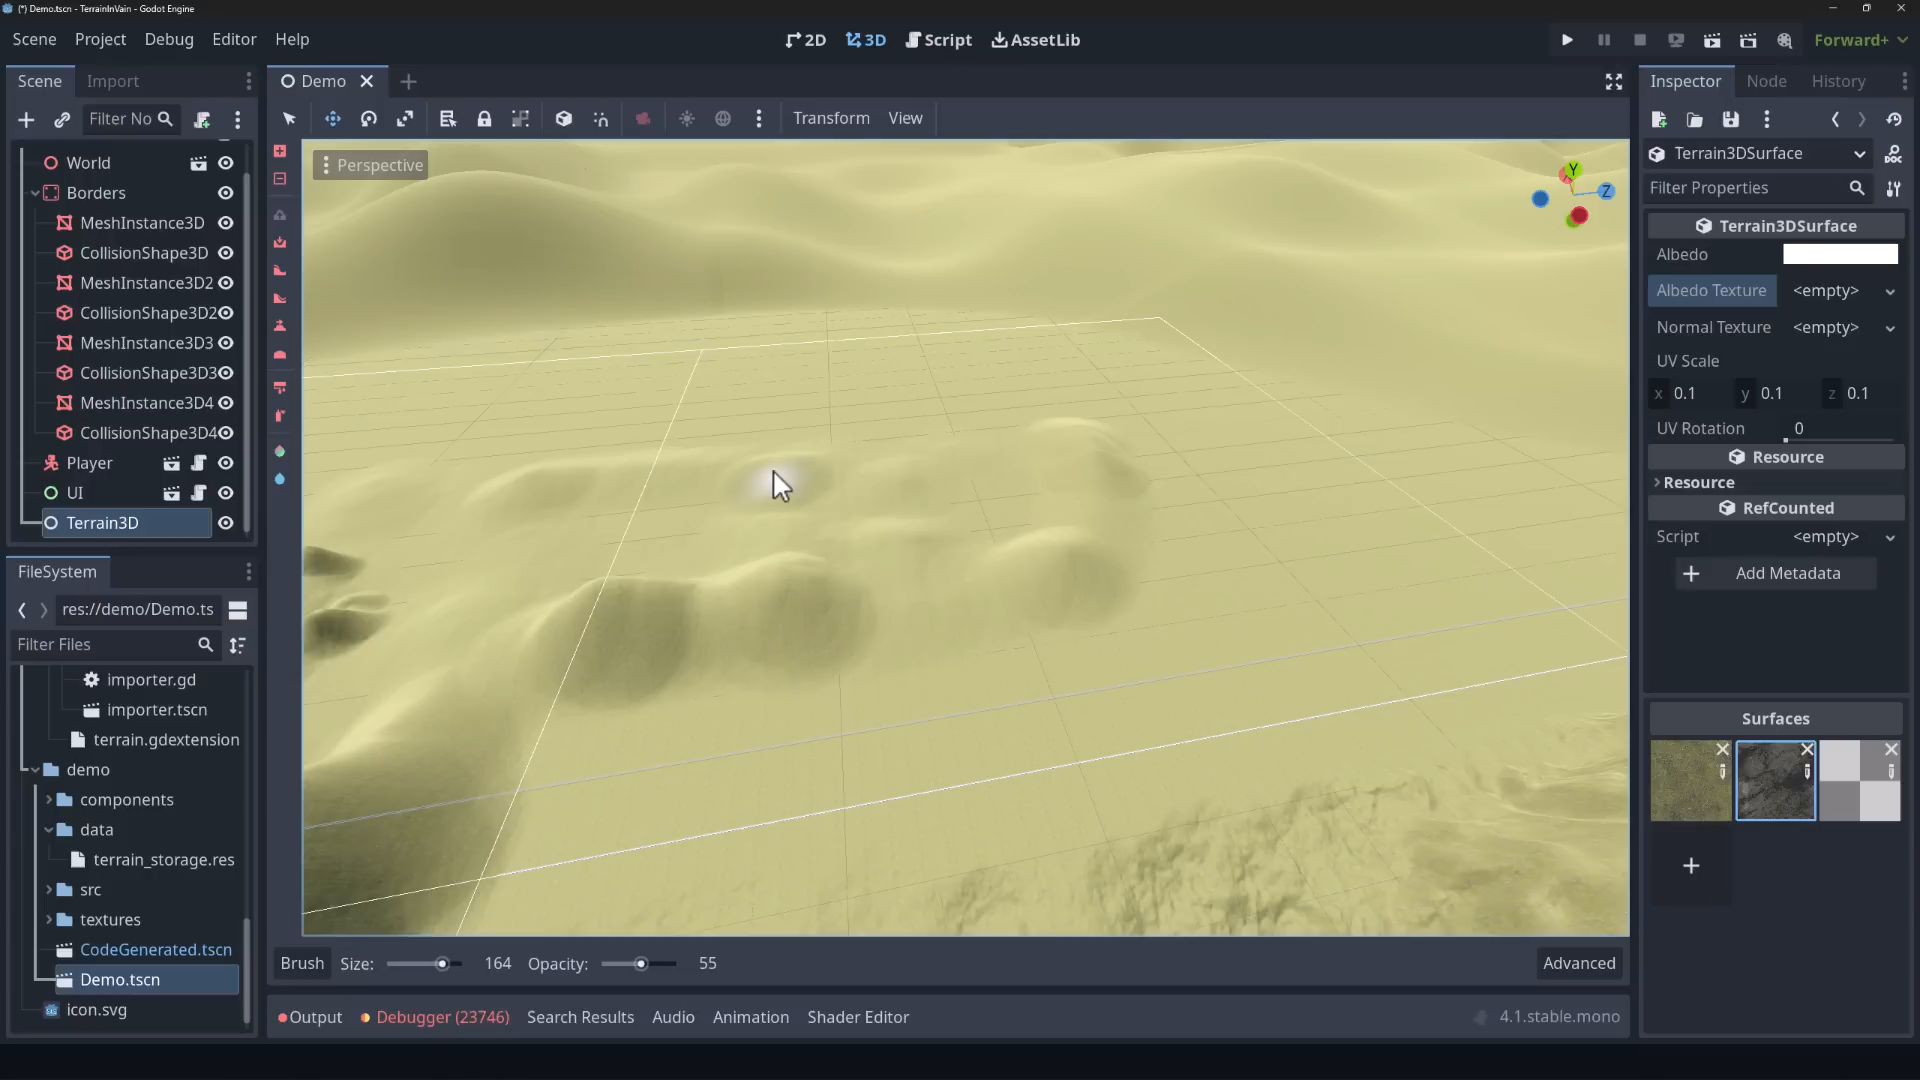 (*) Demo.tscn - TerrainInVain - Godot Engine
Scene Project Debug Editor Help
2D 3D Script AssetLib
Forward+
Scene Import
Filter No
World
Borders
MeshInstance3D
CollisionShape3D
MeshInstance3D2
CollisionShape3D2
MeshInstance3D3
CollisionShape3D3
MeshInstance3D4
CollisionShape3D4
Player
UI
Terrain3D
FileSystem
res://demo/Demo.ts
Filter Files
importer.gd
importer.tscn
terrain.gdextension
demo
components
data
terrain_storage.res
src
textures
CodeGenerated.tscn
Demo.tscn
icon.svg
Demo
Transform View
Perspective
Y
Z
Brush Size: 164 Opacity: 55 Advanced
Output Debugger (23746) Search Results Audio Animation Shader Editor 4.1.stable.mono
Inspector Node History
Terrain3DSurface
Filter Properties
Terrain3DSurface
Albedo
Albedo Texture <empty>
Normal Texture <empty>
UV Scale
x 0.1 y 0.1 z 0.1
UV Rotation 0
Resource
Resource
RefCounted
Script <empty>
Add Metadata
Surfaces